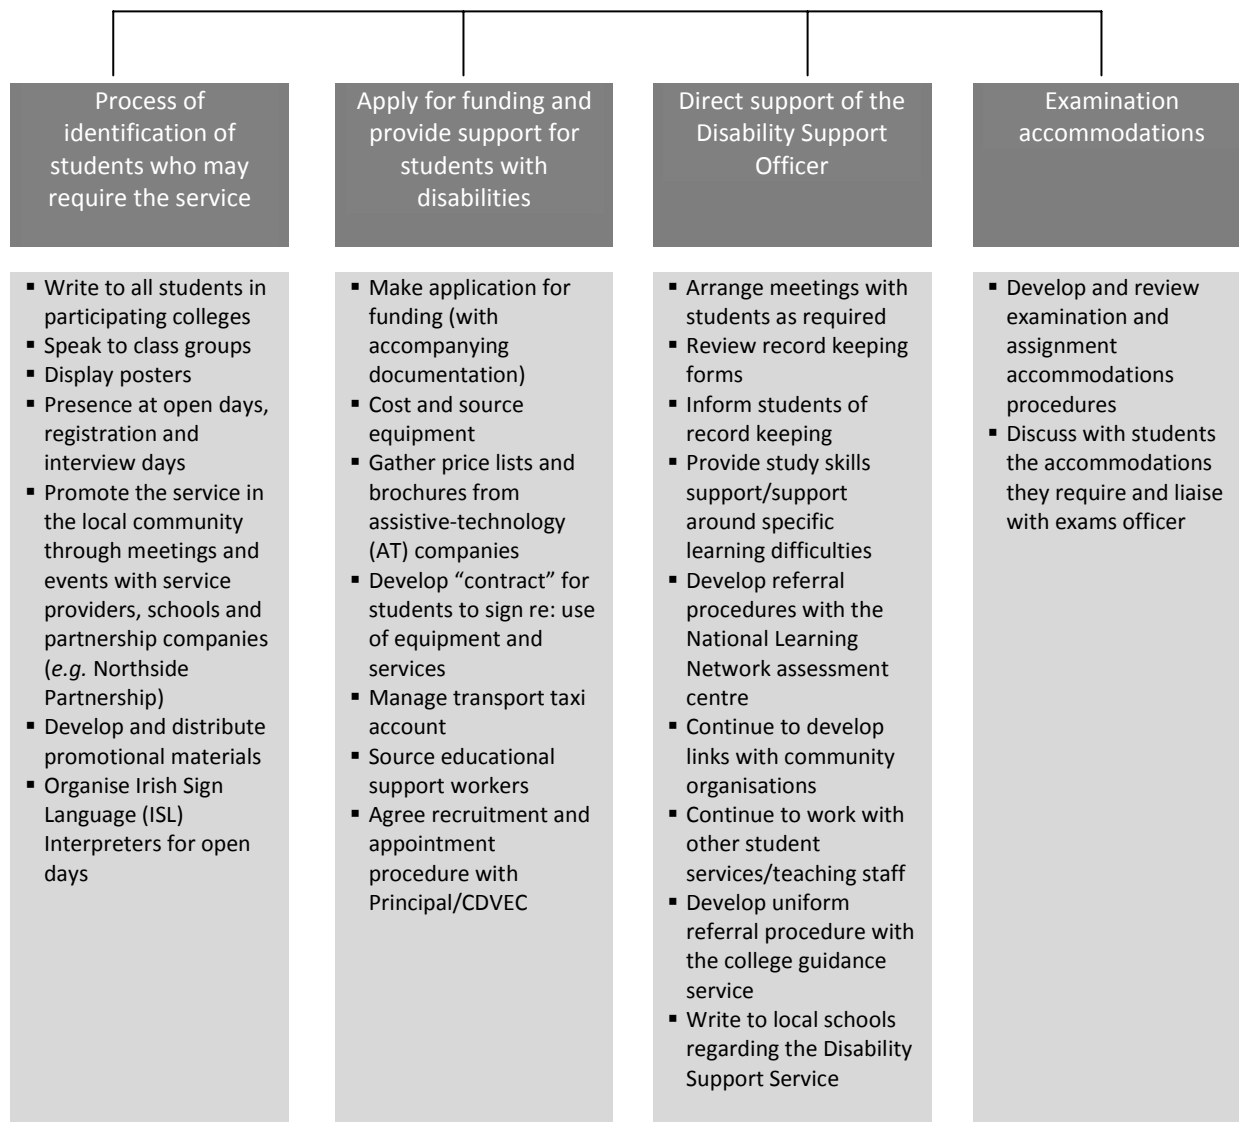 Process of
identification of
students who may
require the service
Apply for funding and
provide support for
students with
disabilities
Direct support of the
Disability Support
Officer
Examination
accommodations
▪ Write to all students in
participating colleges
▪ Speak to class groups
▪ Display posters
▪ Presence at open days,
registration and
interview days
▪ Promote the service in
the local community
through meetings and
events with service
providers, schools and
partnership companies
(e.g. Northside
Partnership)
▪ Develop and distribute
promotional materials
▪ Organise Irish Sign
Language (ISL)
Interpreters for open
days
▪ Make application for
funding (with
accompanying
documentation)
▪ Cost and source
equipment
▪ Gather price lists and
brochures from
assistive-technology
(AT) companies
▪ Develop “contract” for
students to sign re: use
of equipment and
services
▪ Manage transport taxi
account
▪ Source educational
support workers
▪ Agree recruitment and
appointment
procedure with
Principal/CDVEC
▪ Arrange meetings with
students as required
▪ Review record keeping
forms
▪ Inform students of
record keeping
▪ Provide study skills
support/support
around specific
learning difficulties
▪ Develop referral
procedures with the
National Learning
Network assessment
centre
▪ Continue to develop
links with community
organisations
▪ Continue to work with
other student
services/teaching staff
▪ Develop uniform
referral procedure with
the college guidance
service
▪ Write to local schools
regarding the Disability
Support Service
▪ Develop and review
examination and
assignment
accommodations
procedures
▪ Discuss with students
the accommodations
they require and liaise
with exams officer